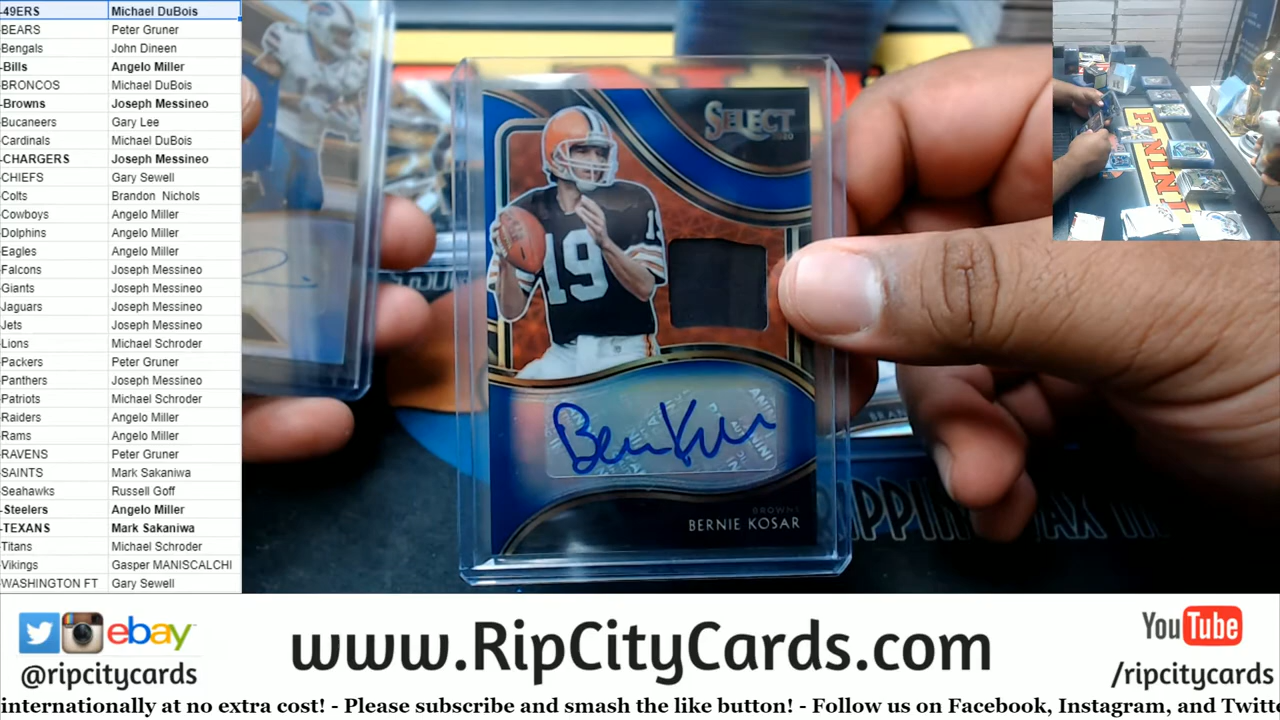 -49ERS Michael DuBois
-BEARS Peter Gruner
-Bengals John Dineen
-Bills Angelo Miller
-BRONCOS Michael DuBois
-Browns Joseph Messineo
-Bucaneers Gary Lee
-Cardinals Michael DuBois
-CHARGERS Joseph Messineo
-CHIEFS Gary Sewell
-Colts Brandon Nichols
-Cowboys Angelo Miller
-Dolphins Angelo Miller
-Eagles Angelo Miller
-Falcons Joseph Messineo
-Giants Joseph Messineo
-Jaguars Joseph Messineo
-Jets Joseph Messineo
-Lions Michael Schroder
-Packers Peter Gruner
-Panthers Joseph Messineo
-Patriots Michael Schroder
-Raiders Angelo Miller
-Rams Angelo Miller
-RAVENS Peter Gruner
-SAINTS Mark Sakaniwa
-Seahawks Russell Goff
-Steelers Angelo Miller
-TEXANS Mark Sakaniwa
-Titans Michael Schroder
-Vikings Gasper MANISCALCHI
-WASHINGTON FT Gary Sewell
SELECT
19
19
BROWNS
BERNIE KOSAR
PANINI
ebay
@ripcitycards
www.RipCityCards.com
YouTube
/ripcitycards
internationally at no extra cost! - Please subscribe and smash the like button! - Follow us on Facebook, Instagram, and Twitt